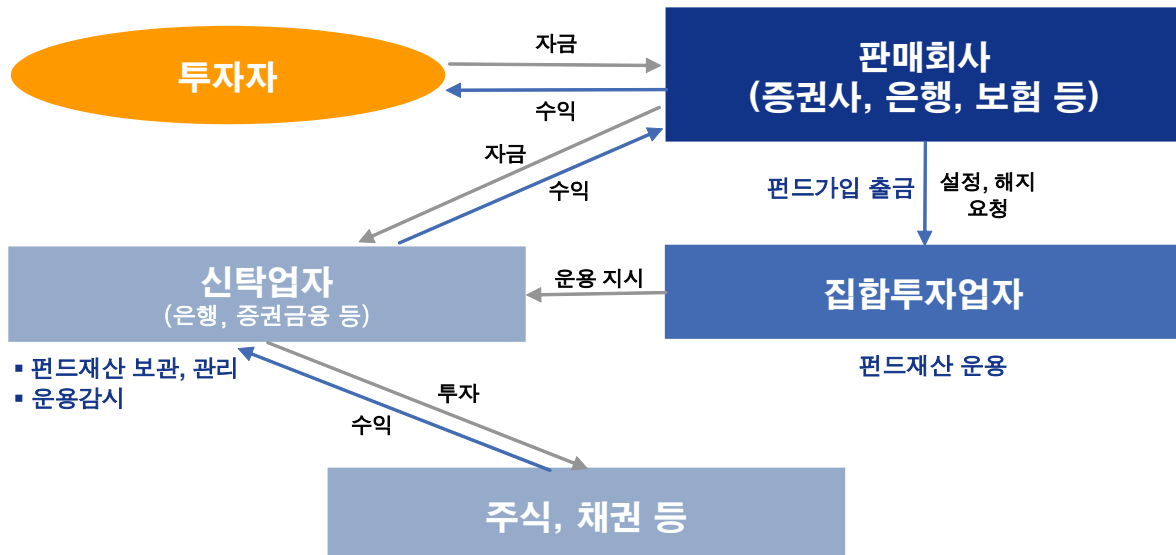 투자자
자금
수익
판매회사
(증권사, 은행, 보험 등)
자금
수익
펀드가입 출금
설정, 해지
요청
신탁업자
(은행, 증권금융 등)
운용 지시
집합투자업자
▪ 펀드재산 보관, 관리
▪ 운용감시
펀드재산 운용
투자
수익
주식, 채권 등